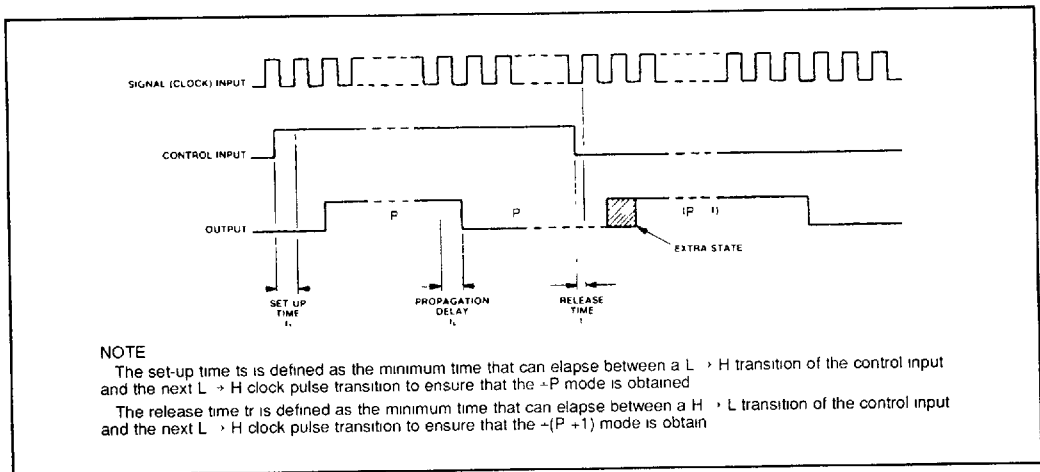 SIGNAL (CLOCK) INPUT
CONTROL INPUT
OUTPUT
P
P
(P 1)
EXTRA STATE
SET UP
TIME
PROPAGATION
DELAY
RELEASE
TIME
NOTE
The set-up time ts is defined as the minimum time that can elapse between a L → H transition of the control input
and the next L → H clock pulse transition to ensure that the ÷P mode is obtained
The release time tr is defined as the minimum time that can elapse between a H → L transition of the control input
and the next L → H clock pulse transition to ensure that the ÷(P +1) mode is obtain